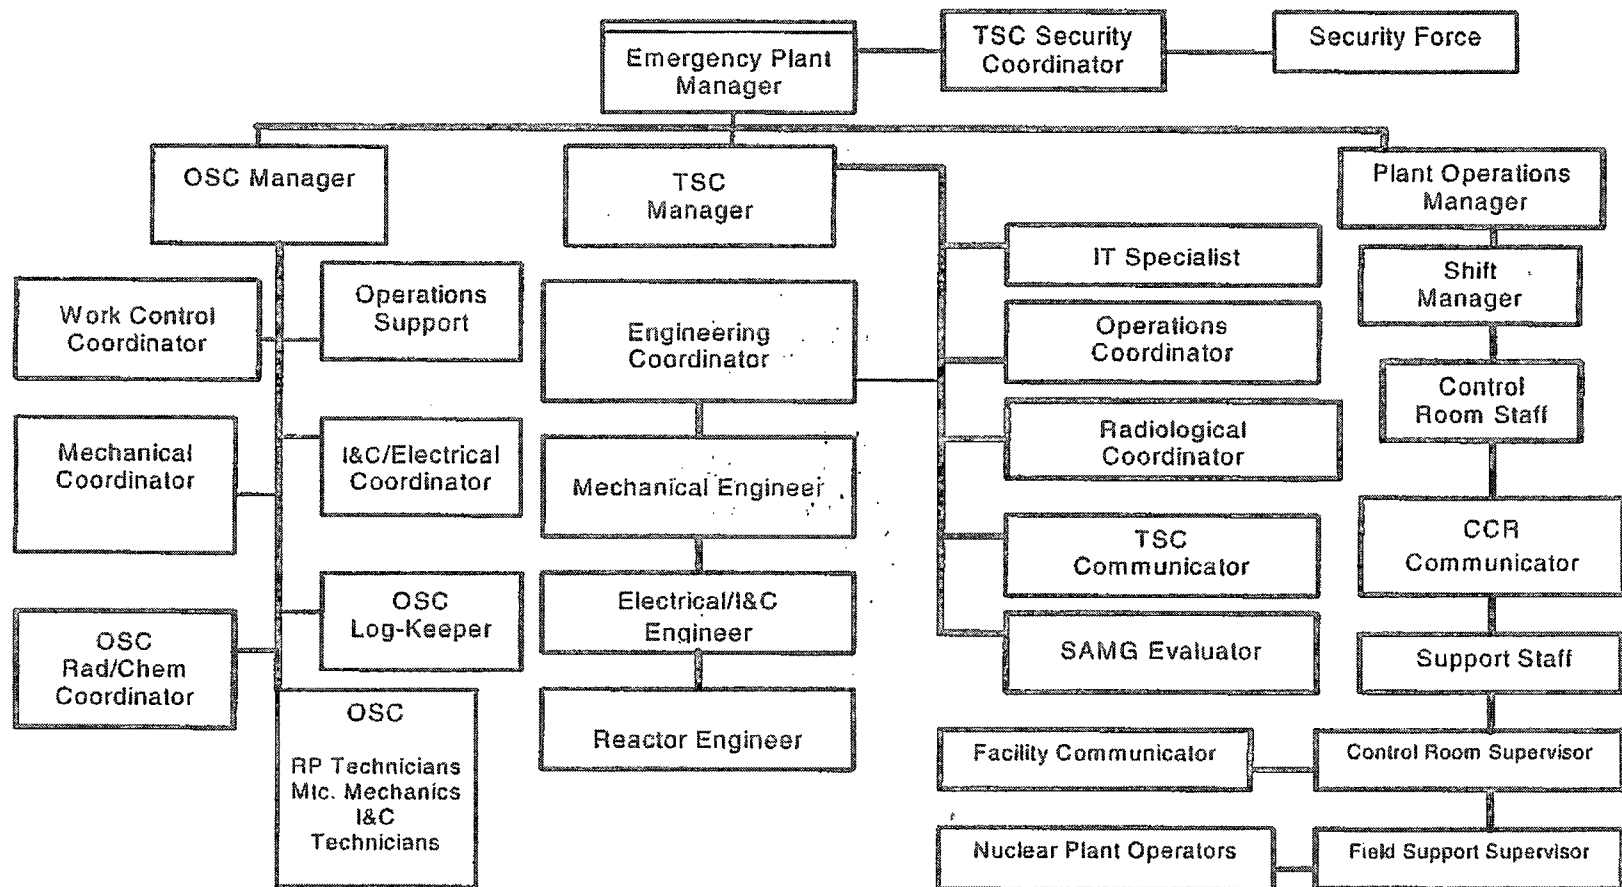 Emergency Plant
Manager
TSC Security
Coordinator
Security Force
OSC Manager
TSC
Manager
Plant Operations
Manager
IT Specialist
Shift
Manager
Work Control
Coordinator
Operations
Support
Engineering
Coordinator
Operations
Coordinator
Control
Room Staff
Mechanical
Coordinator
I&C/Electrical
Coordinator
Mechanical Engineer
Radiological
Coordinator
TSC
Communicator
CCR
Communicator
OSC
Rad/Chem
Coordinator
OSC
Log-Keeper
Electrical/I&C
Engineer
SAMG Evaluator
Support Staff
OSC
RP Technicians
Mtc. Mechanics
I&C
Technicians
Reactor Engineer
Facility Communicator
Control Room Supervisor
Nuclear Plant Operators
Field Support Supervisor